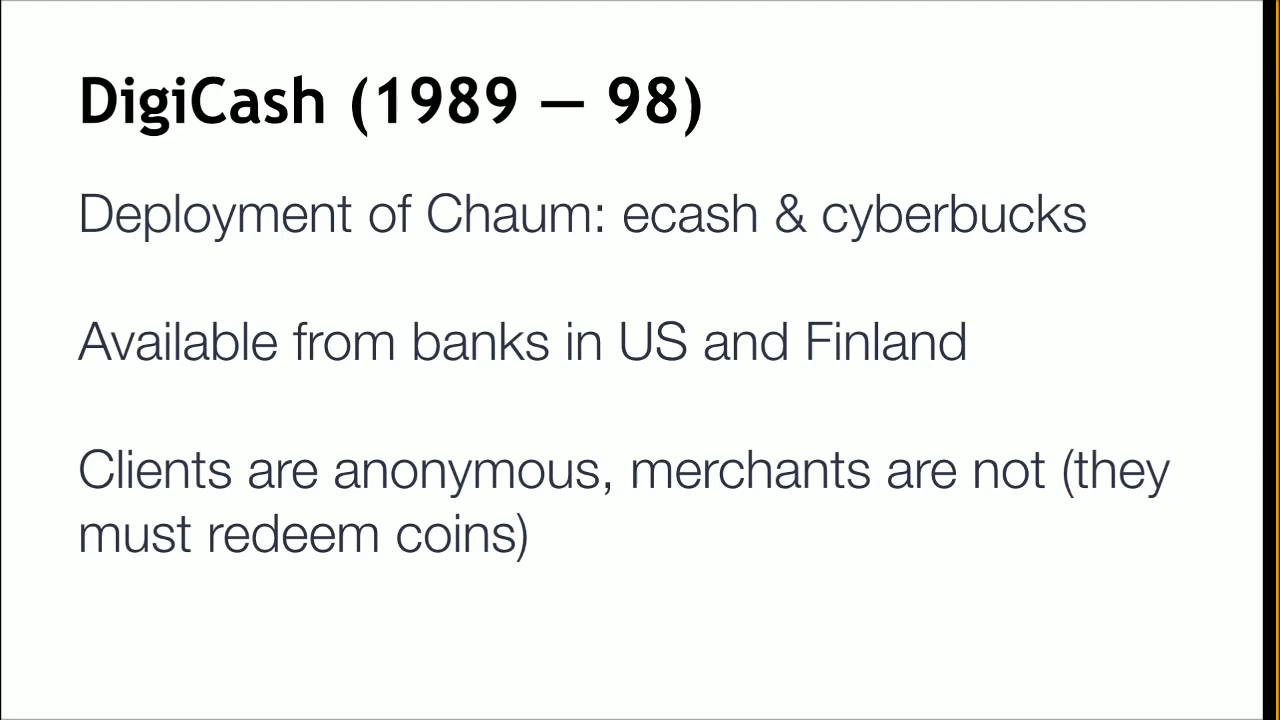 DigiCash (1989 — 98)
Deployment of Chaum: ecash & cyberbucks
Available from banks in US and Finland
Clients are anonymous, merchants are not (they
must redeem coins)